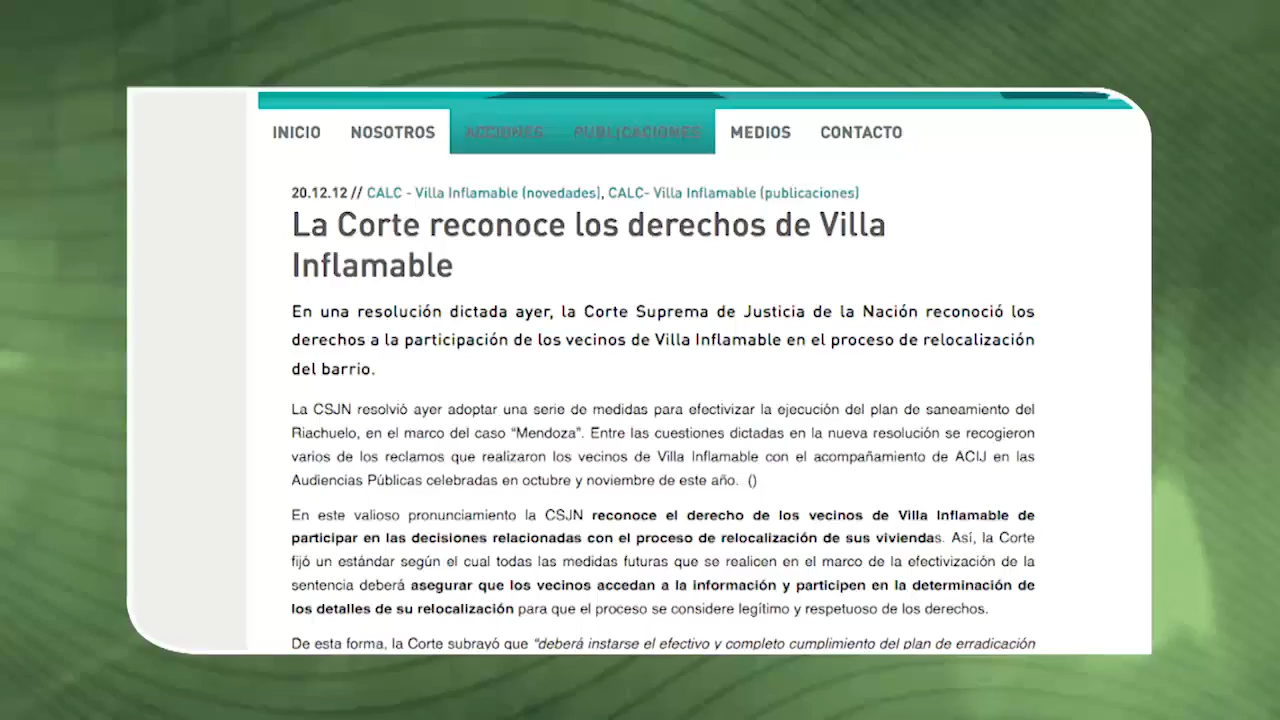 INICIO NOSOTROS ACCIONES PUBLICACIONES MEDIOS CONTACTO
20.12.12 // CALC - Villa Inflamable (novedades), CALC- Villa Inflamable (publicaciones)
La Corte reconoce los derechos de Villa
Inflamable
En una resolución dictada ayer, la Corte Suprema de Justicia de la Nación reconoció los
derechos a la participación de los vecinos de Villa Inflamable en el proceso de relocalización
del barrio.
La CSJN resolvió ayer adoptar una serie de medidas para efectivizar la ejecución del plan de saneamiento del
Riachuelo, en el marco del caso “Mendoza”. Entre las cuestiones dictadas en la nueva resolución se recogieron
varios de los reclamos que realizaron los vecinos de Villa Inflamable con el acompañamiento de ACIJ en las
Audiencias Públicas celebradas en octubre y noviembre de este año. ()
En este valioso pronunciamiento la CSJN reconoce el derecho de los vecinos de Villa Inflamable de
participar en las decisiones relacionadas con el proceso de relocalización de sus viviendas. Así, la Corte
fijó un estándar según el cual todas las medidas futuras que se realicen en el marco de la efectivización de la
sentencia deberá asegurar que los vecinos accedan a la información y participen en la determinación de
los detalles de su relocalización para que el proceso se considere legítimo y respetuoso de los derechos.
De esta forma, la Corte subrayó que “deberá instarse el efectivo y completo cumplimiento del plan de erradicación